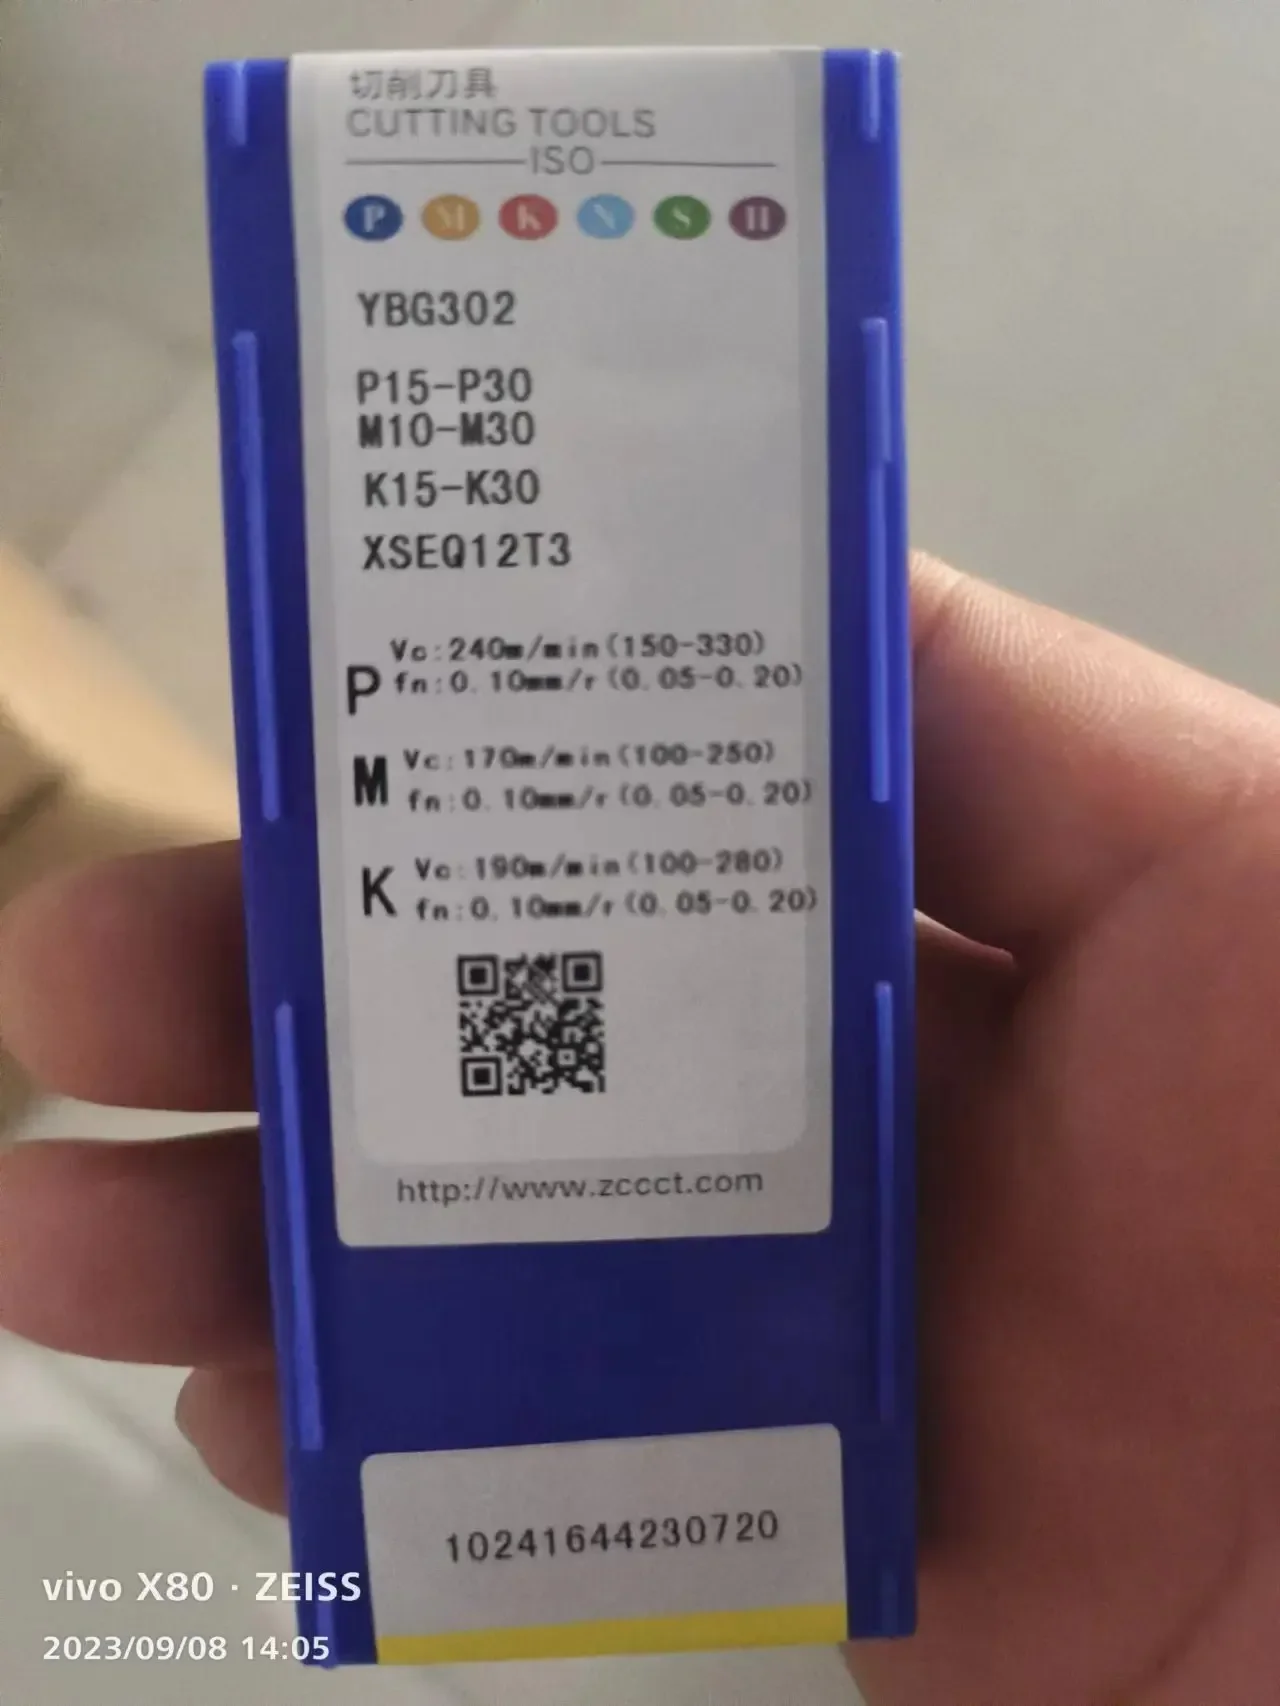 切削刀具
CUTTING TOOLS
ISO
P M K N S H
YBG302
P15-P30
M10-M30
K15-K30
XSEQ12T3
P
Vc:240m/min(150-330)
fn:0.10mm/r(0.05-0.20)
M
Vc:170m/min(100-250)
fn:0.10mm/r(0.05-0.20)
K
Vc:190m/min(100-280)
fn:0.10mm/r(0.05-0.20)
http://www.zccct.com
10241644230720
vivo X80 · ZEISS
2023/09/08 14:05